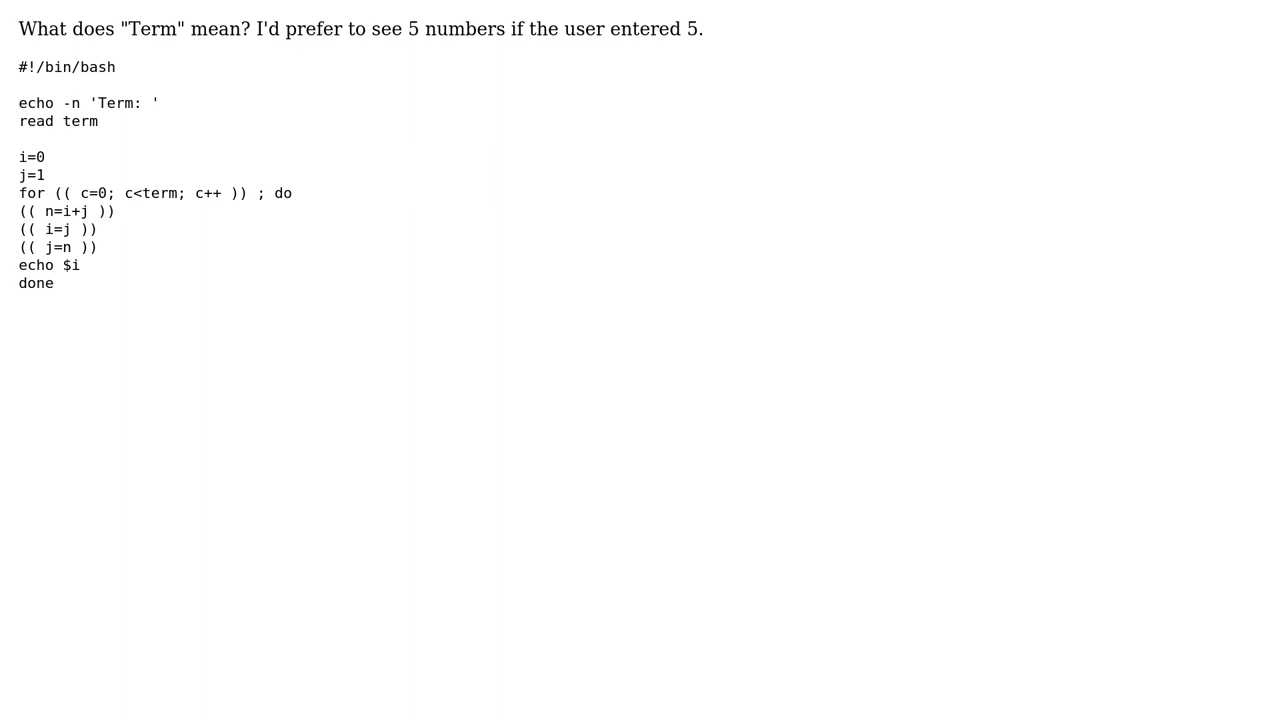 What does "Term" mean? I'd prefer to see 5 numbers if the user entered 5.
#!/bin/bash
echo -n 'Term: '
read term
i=0
j=1
for (( c=0; c<term; c++ )) ; do
(( n=i+j ))
(( i=j ))
(( j=n ))
echo $i
done